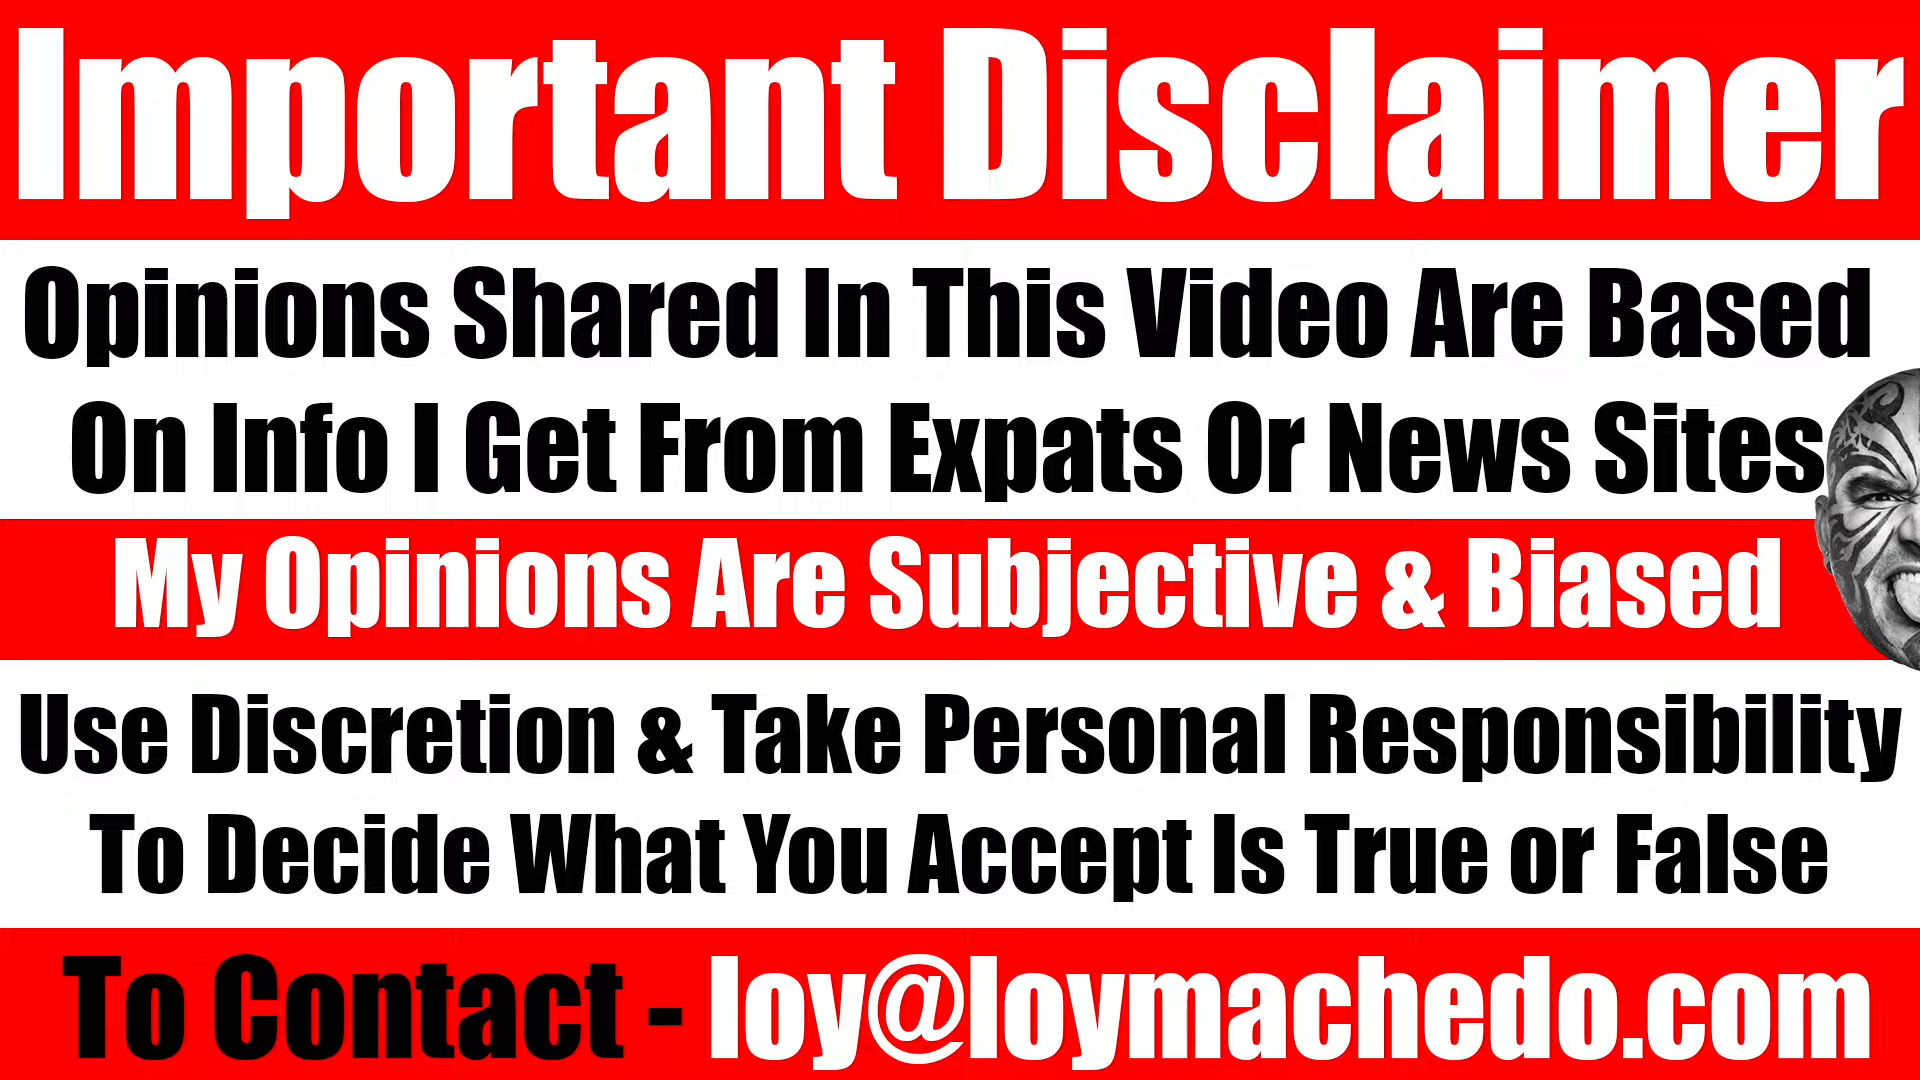 Important Disclaimer
Opinions Shared In This Video Are Based
On Info I Get From Expats Or News Sites
My Opinions Are Subjective & Biased
Use Discretion & Take Personal Responsibility
To Decide What You Accept Is True or False
To Contact - loy@loymachedo.com